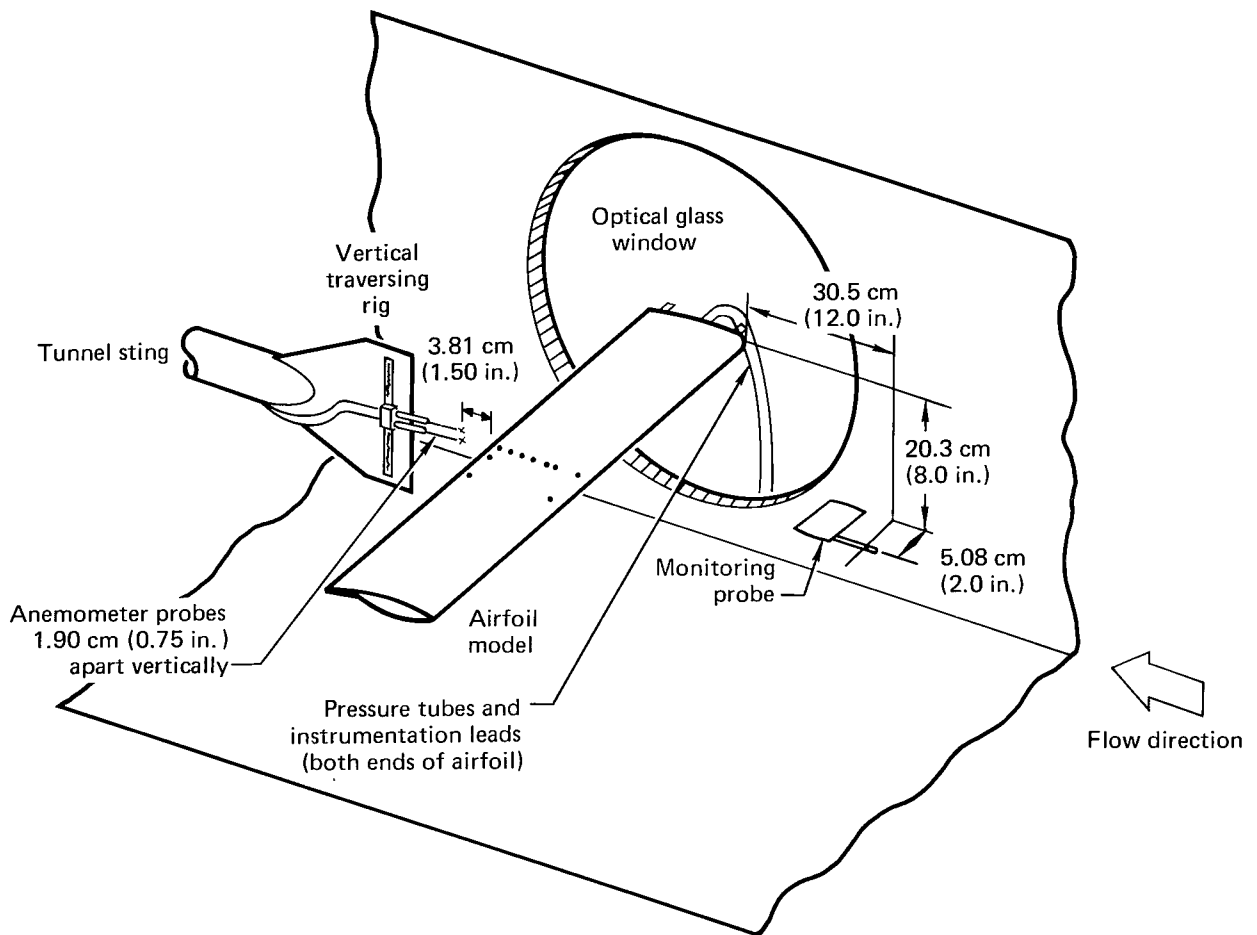 Optical glass
window
Vertical
traversing
rig
30.5 cm
(12.0 in.)
Tunnel sting
3.81 cm
(1.50 in.)
20.3 cm
(8.0 in.)
5.08 cm
(2.0 in.)
Monitoring
probe
Anemometer probes
1.90 cm (0.75 in.)
apart vertically
Airfoil
model
Pressure tubes and
instrumentation leads
(both ends of airfoil)
Flow direction